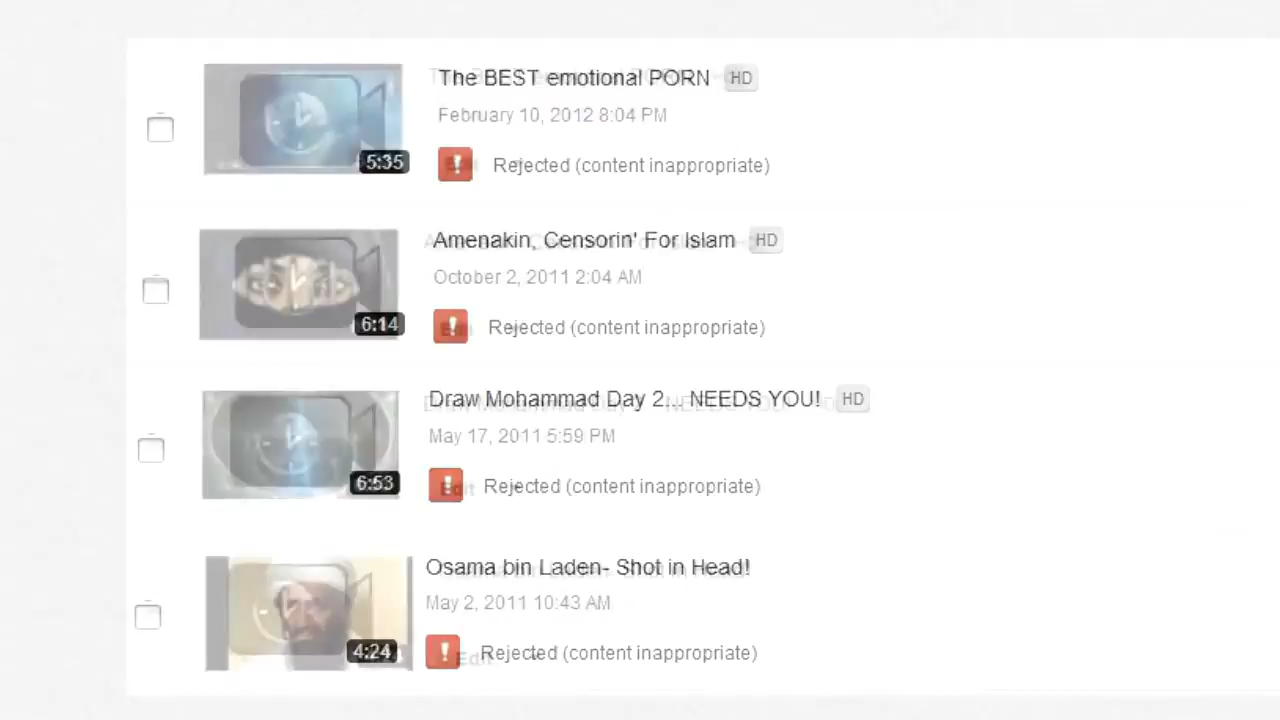 The BEST emotional PORN HD
February 10, 2012 8:04 PM
5:35
! Rejected (content inappropriate)
Amenakin, Censorin' For Islam HD
October 2, 2011 2:04 AM
6:14
! Rejected (content inappropriate)
Draw Mohammad Day 2... NEEDS YOU! HD
May 17, 2011 5:59 PM
6:53
! Rejected (content inappropriate)
Edit
Osama bin Laden- Shot in Head!
May 2, 2011 10:43 AM
4:24
! Rejected (content inappropriate)
Edit